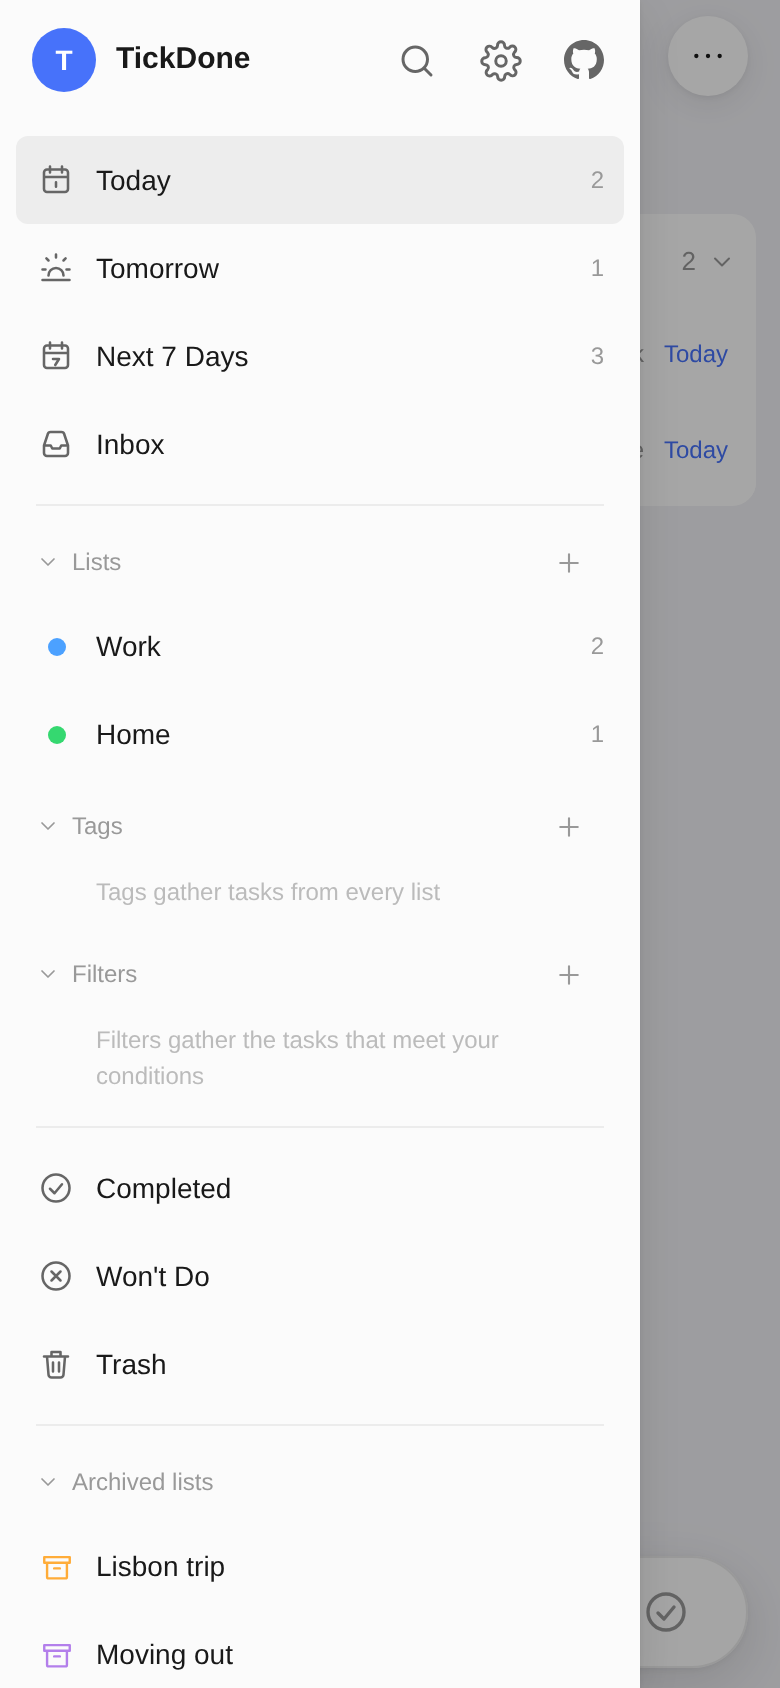 T TickDone
Today 2
Tomorrow 1
Next 7 Days 3
Inbox
Lists
Work 2
Home 1
Tags
Tags gather tasks from every list
Filters
Filters gather the tasks that meet your
conditions
Completed
Won't Do
Trash
Archived lists
Lisbon trip
Moving out
2
Today
Today